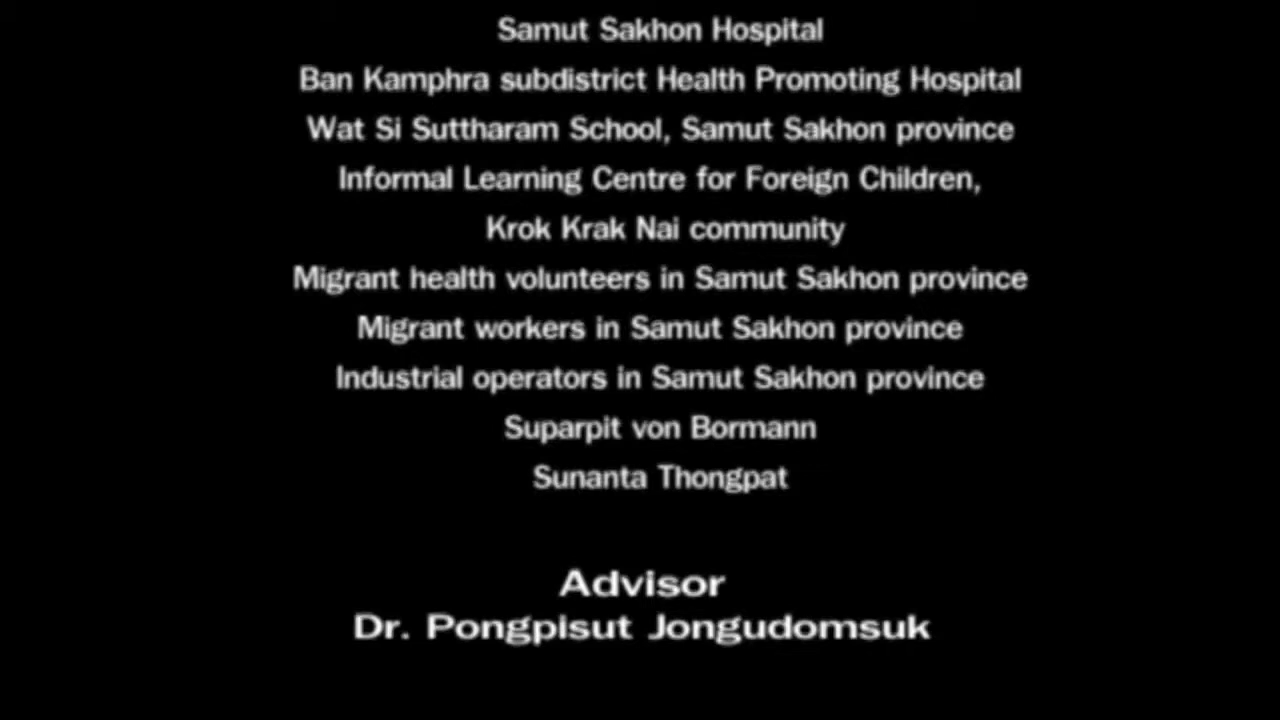 Samut Sakhon Hospital
Ban Kamphra subdistrict Health Promoting Hospital
Wat Si Suttharam School, Samut Sakhon province
Informal Learning Centre for Foreign Children,
Krok Krak Nai community
Migrant health volunteers in Samut Sakhon province
Migrant workers in Samut Sakhon province
Industrial operators in Samut Sakhon province
Suparpit von Bormann
Sunanta Thongpat
Advisor
Dr. Pongpisut Jongudomsuk